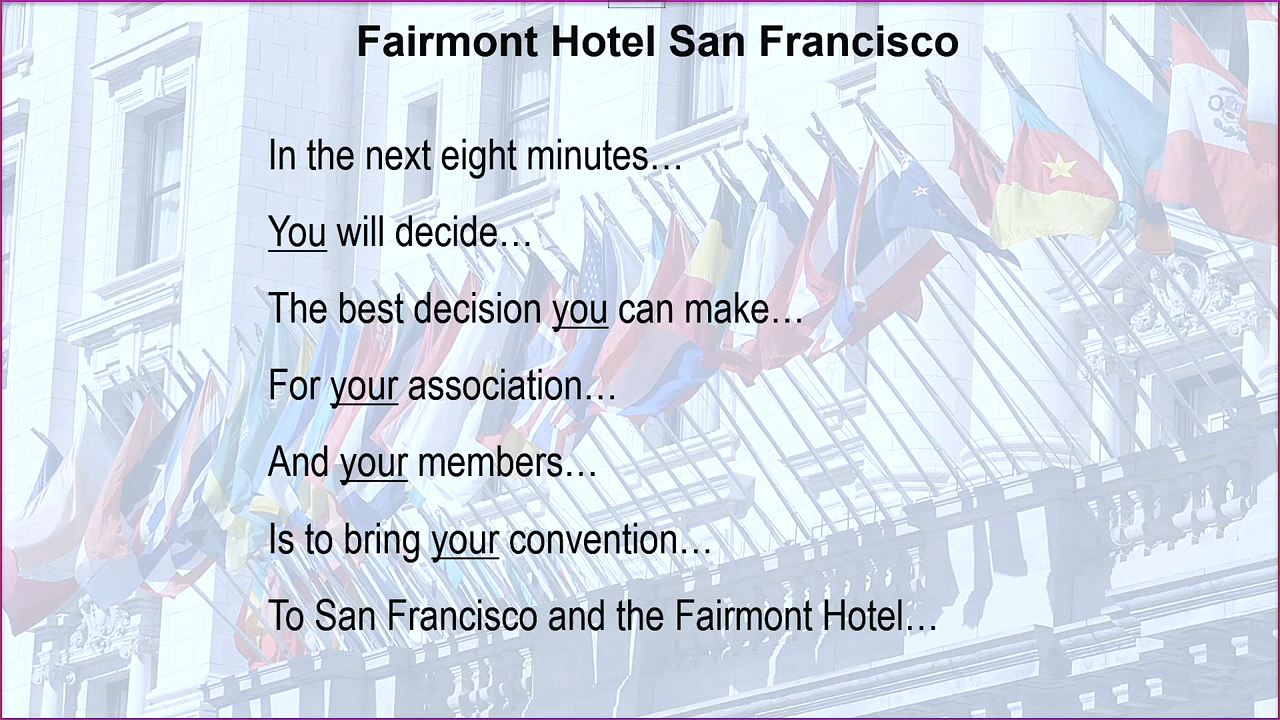 Fairmont Hotel San Francisco
In the next eight minutes…
You will decide…
The best decision you can make…
For your association…
And your members…
Is to bring your convention…
To San Francisco and the Fairmont Hotel…